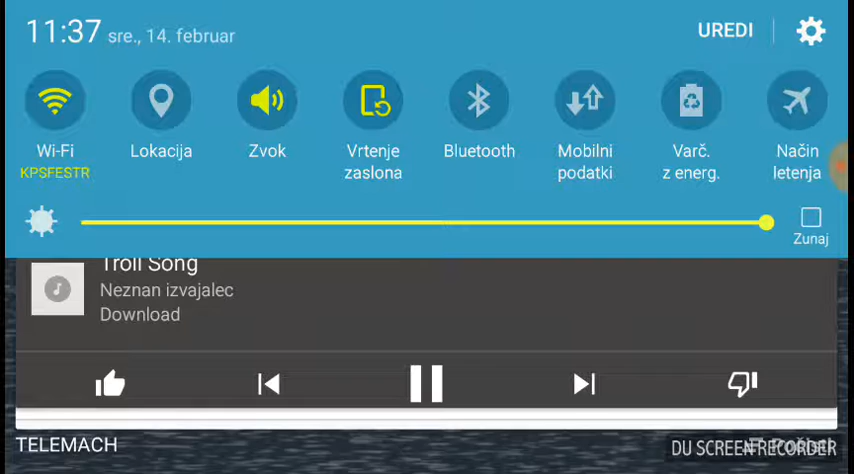 11:37 sre., 14. februar
UREDI
Wi-Fi
KPSFESTR
Lokacija
Zvok
Vrtenje
zaslona
Bluetooth
Mobilni
podatki
Varč.
z energ.
Način
letenja
Zunaj
Troll Song
Neznan izvajalec
Download
TELEMACH
DU SCREEN RECORDER